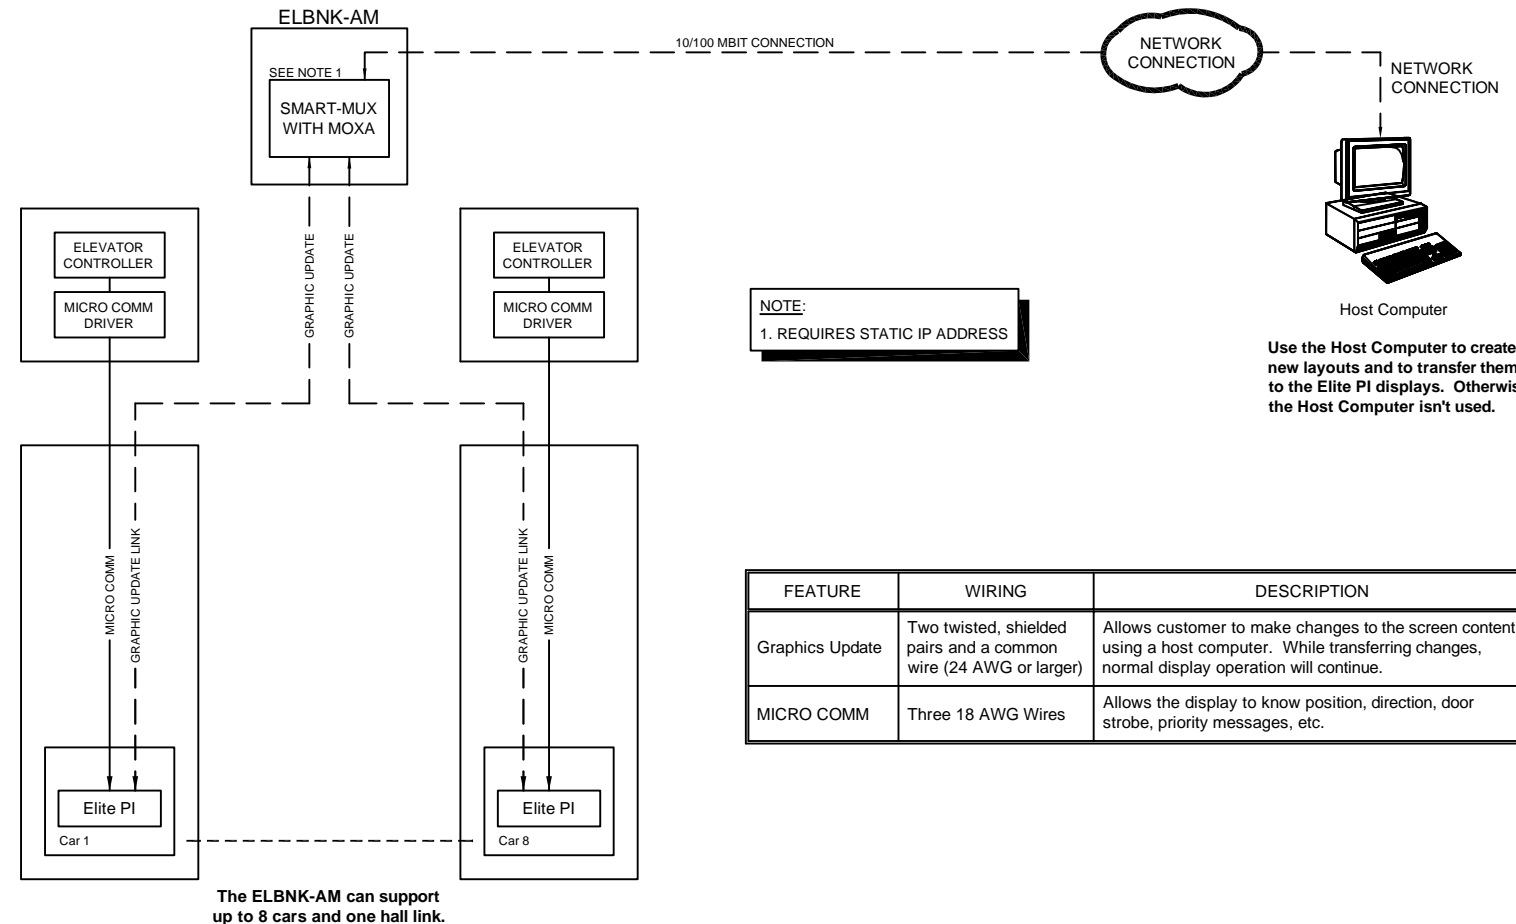 ELBNK-AM
SEE NOTE 1
SMART-MUX
WITH MOXA
10/100 MBIT CONNECTION
NETWORK
CONNECTION
NETWORK
CONNECTION
Host Computer
Use the Host Computer to create
new layouts and to transfer them
to the Elite PI displays. Otherwis
the Host Computer isn't used.
ELEVATOR
CONTROLLER
MICRO COMM
DRIVER
GRAPHIC UPDATE
GRAPHIC UPDATE
ELEVATOR
CONTROLLER
MICRO COMM
DRIVER
NOTE:
1. REQUIRES STATIC IP ADDRESS
MICRO COMM
GRAPHIC UPDATE LINK
GRAPHIC UPDATE LINK
MICRO COMM
Elite PI
Car 1
Elite PI
Car 8
The ELBNK-AM can support
up to 8 cars and one hall link.
FEATURE
WIRING
DESCRIPTION
Graphics Update
Two twisted, shielded
pairs and a common
wire (24 AWG or larger)
Allows customer to make changes to the screen content
using a host computer. While transferring changes,
normal display operation will continue.
MICRO COMM
Three 18 AWG Wires
Allows the display to know position, direction, door
strobe, priority messages, etc.